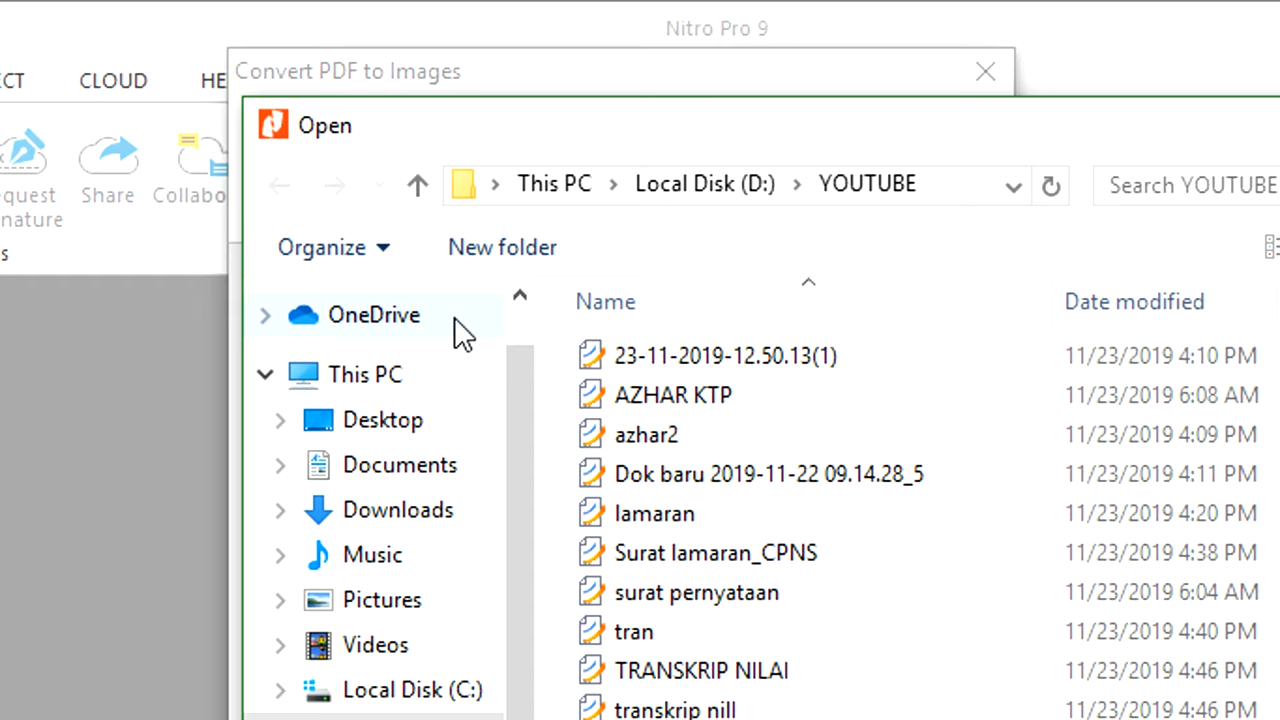 Nitro Pro 9
CT CLOUD HE
Convert PDF to Images
Open
equest Share Collabo
nature
s
This PC Local Disk (D:) YOUTUBE
Search YOUTUBE
Organize New folder
Name Date modified
OneDrive
This PC
Desktop
Documents
Downloads
Music
Pictures
Videos
Local Disk (C:)
23-11-2019-12.50.13(1) 11/23/2019 4:10 PM
AZHAR KTP 11/23/2019 6:08 AM
azhar2 11/23/2019 4:09 PM
Dok baru 2019-11-22 09.14.28_5 11/23/2019 4:11 PM
lamaran 11/23/2019 4:20 PM
Surat lamaran_CPNS 11/23/2019 4:38 PM
surat pernyataan 11/23/2019 6:04 AM
tran 11/23/2019 4:40 PM
TRANSKRIP NILAI 11/23/2019 4:46 PM
transkrip nill 11/23/2019 4:46 PM